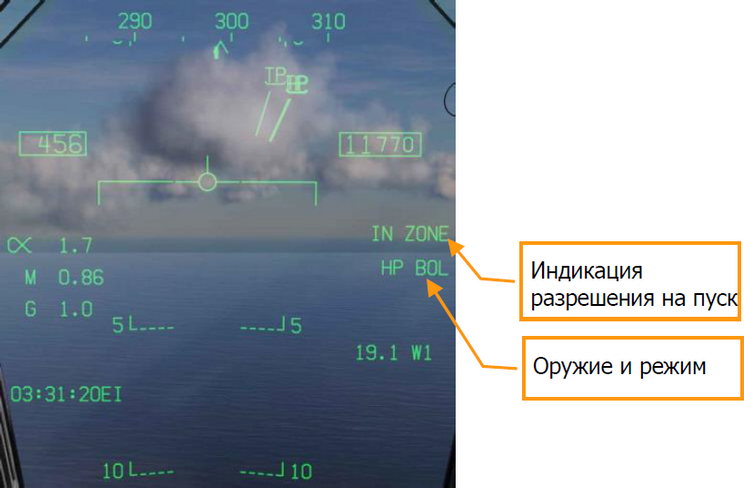 290 300 310
TP HP
456 11770
α 1.7
IN ZONE
M 0.86
HP BOL
G 1.0
5 5
19.1 W1
03:31:20EI
10 10
Индикация
разрешения на пуск
Оружие и режим